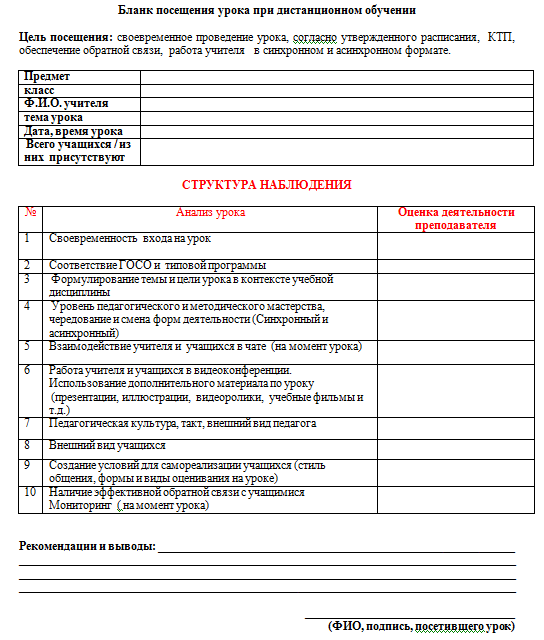 Бланк посещения урока при дистанционном обучении
Цель посещения: своевременное проведение урока, согласно утвержденного расписания, КТП,
обеспечение обратной связи, работа учителя в синхронном и асинхронном формате.
Предмет
класс
Ф.И.О. учителя
тема урока
Дата, время урока
Всего учащихся / из
них присутствуют
СТРУКТУРА НАБЛЮДЕНИЯ
№ Анализ урока Оценка деятельности
преподавателя
1 Своевременность входа на урок
2 Соответствие ГОСО и типовой программы
3 Формулирование темы и цели урока в контексте учебной
дисциплины
4 Уровень педагогического и методического мастерства,
чередование и смена форм деятельности (Синхронный и
асинхронный)
5 Взаимодействие учителя и учащихся в чате (на момент урока)
6 Работа учителя и учащихся в видеоконференции.
Использование дополнительного материала по уроку
(презентации, иллюстрации, видеоролики, учебные фильмы и
т.д.)
7 Педагогическая культура, такт, внешний вид педагога
8 Внешний вид учащихся
9 Создание условий для самореализации учащихся (стиль
общения, формы и виды оценивания на уроке)
10 Наличие эффективной обратной связи с учащимися
Мониторинг ( на момент урока)
Рекомендации и выводы:
(ФИО, подпись, посетившего урок)